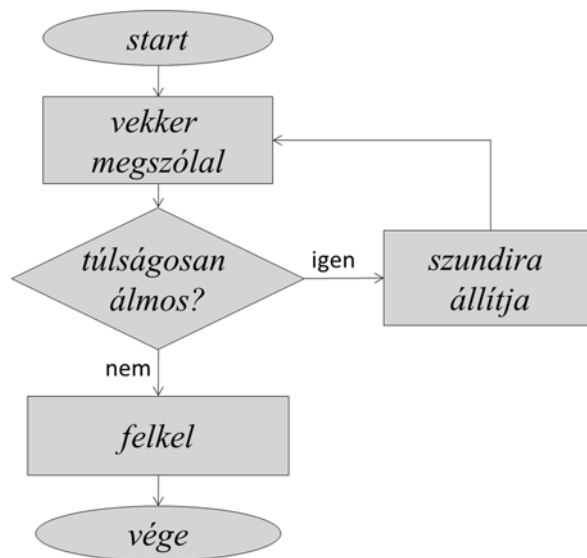 start
vekker
megszólal
túlságosan
álmos?
igen
szundira
állítja
nem
felkel
vége